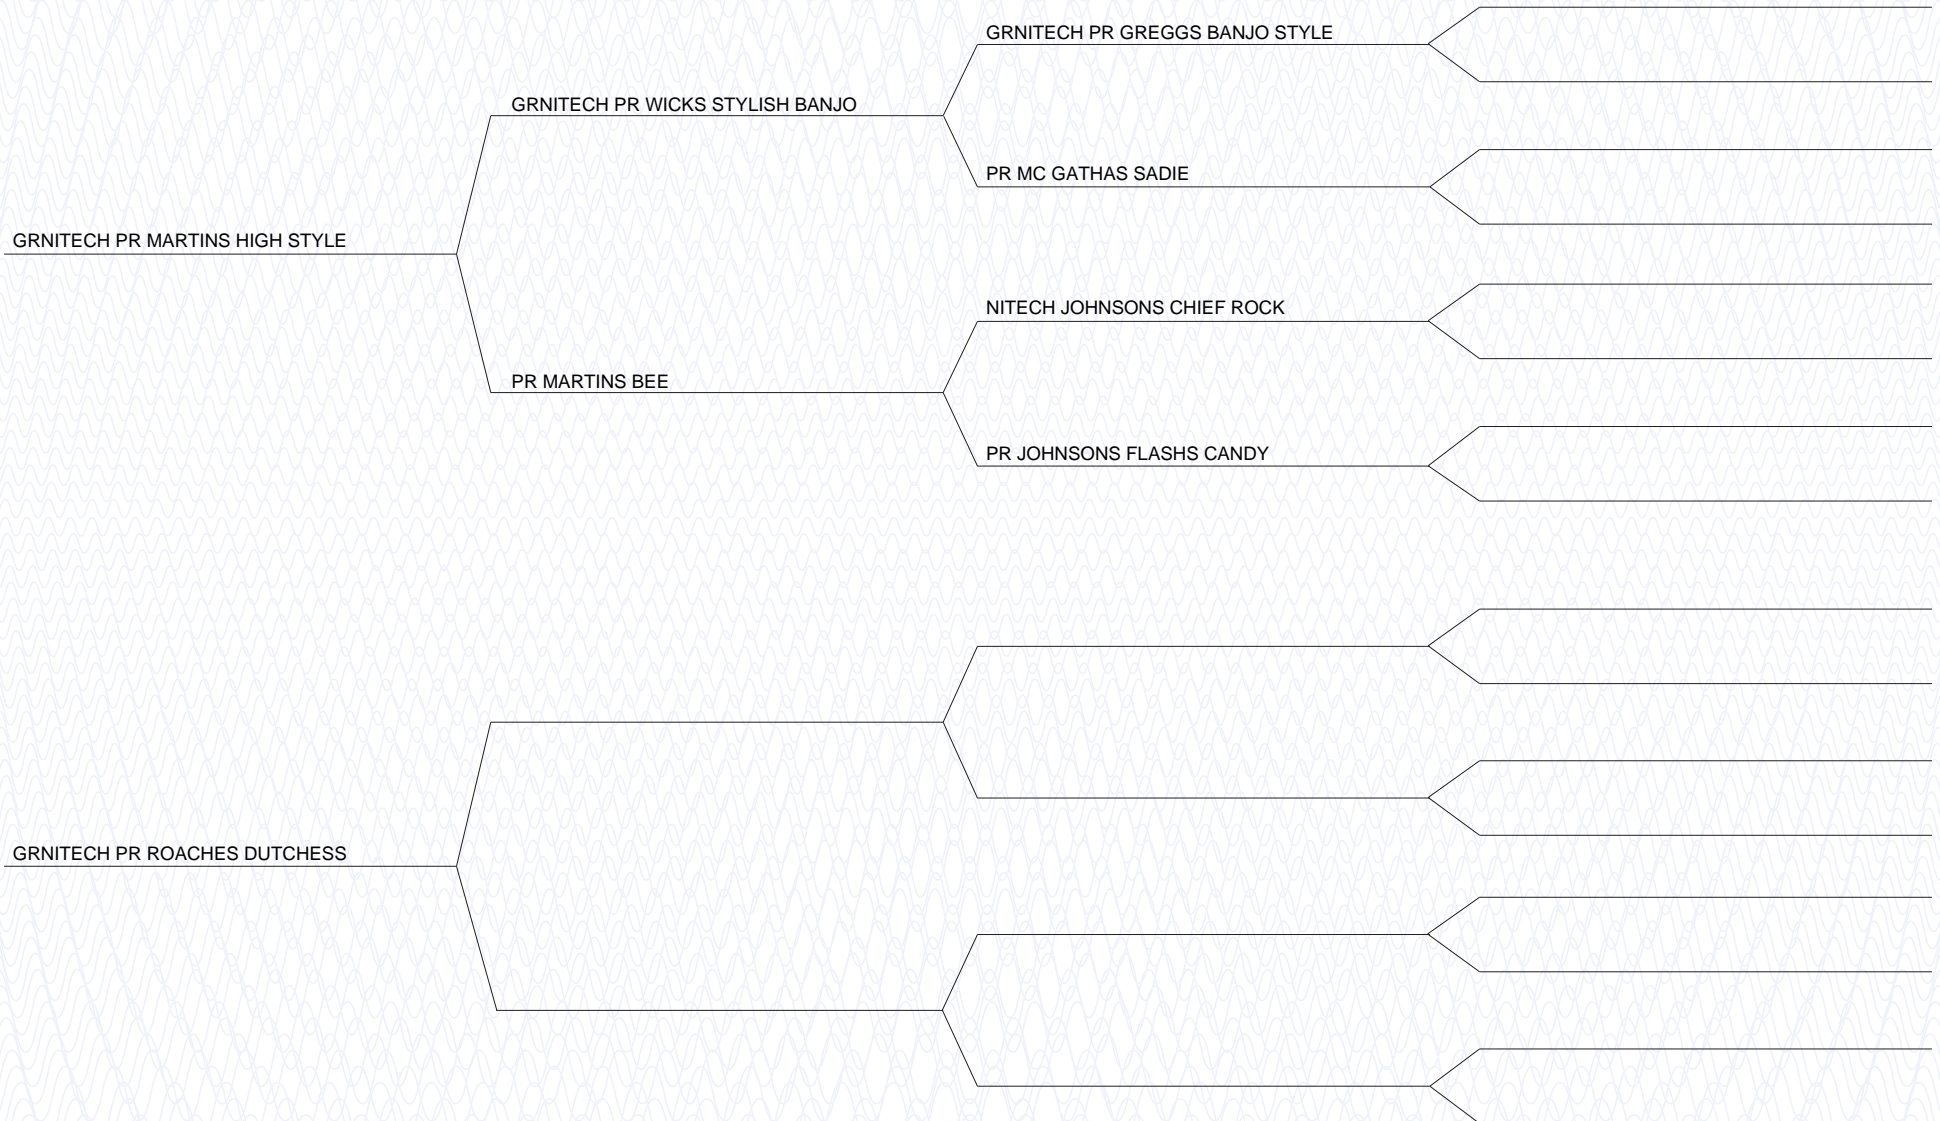 GRNITECH PR GREGGS BANJO STYLE
GRNITECH PR WICKS STYLISH BANJO
PR MC GATHAS SADIE
GRNITECH PR MARTINS HIGH STYLE
NITECH JOHNSONS CHIEF ROCK
PR MARTINS BEE
PR JOHNSONS FLASHS CANDY
GRNITECH PR ROACHES DUTCHESS